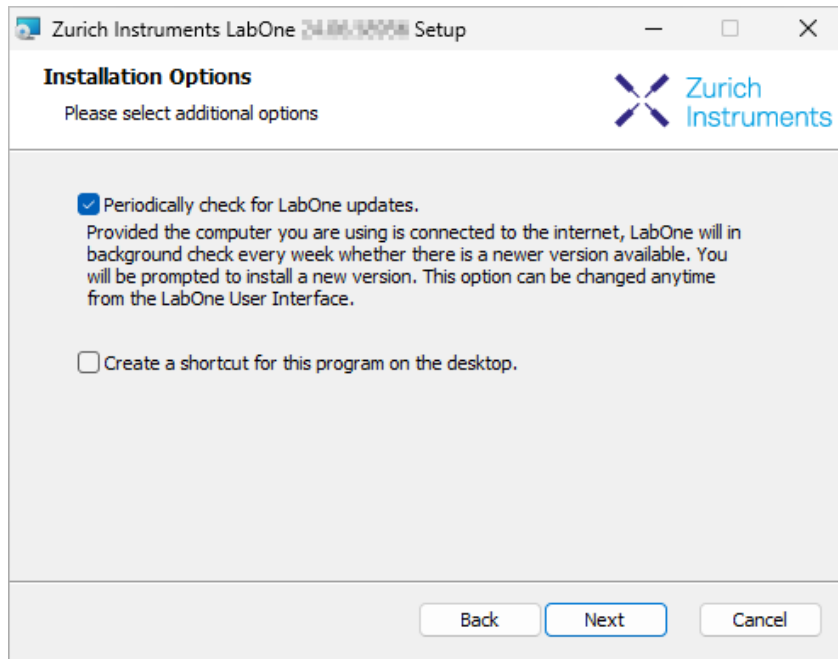 Zurich Instruments LabOne Setup
Installation Options
Please select additional options
Zurich
Instruments
Periodically check for LabOne updates.
Provided the computer you are using is connected to the internet, LabOne will in
background check every week whether there is a newer version available. You
will be prompted to install a new version. This option can be changed anytime
from the LabOne User Interface.
Create a shortcut for this program on the desktop.
Back Next Cancel